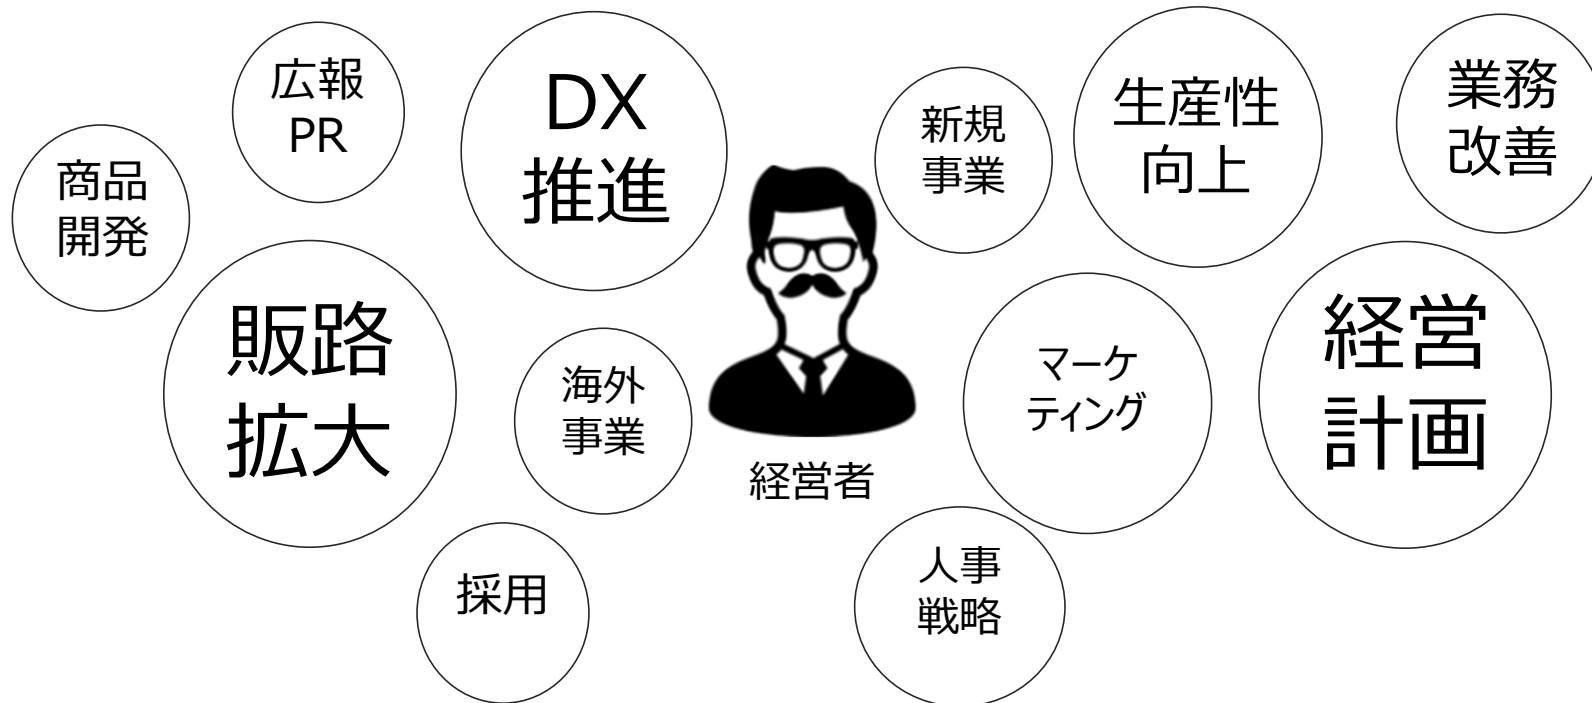 広報
PR
DX
推進
新規
事業
生産性
向上
業務
改善
商品
開発
販路
拡大
海外
事業
経営者
マーケ
ティング
経営
計画
採用
人事
戦略